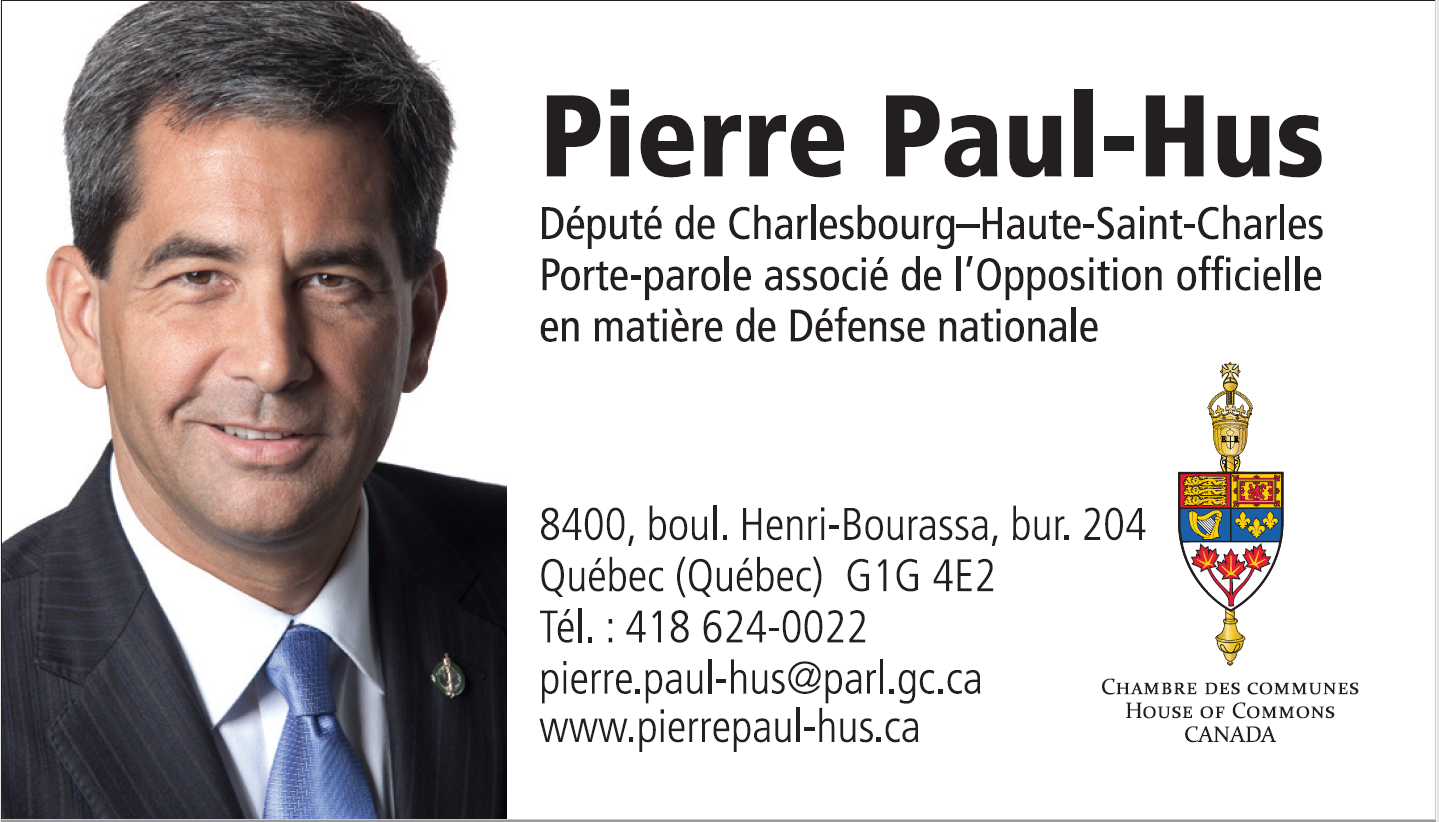 Pierre Paul-Hus
Député de Charlesbourg–Haute-Saint-Charles
Porte-parole associé de l'Opposition officielle
en matière de Défense nationale
8400, boul. Henri-Bourassa, bur. 204
Québec (Québec) G1G 4E2
Tél. : 418 624-0022
pierre.paul-hus@parl.gc.ca
www.pierrepaul-hus.ca
CHAMBRE DES COMMUNES
HOUSE OF COMMONS
CANADA